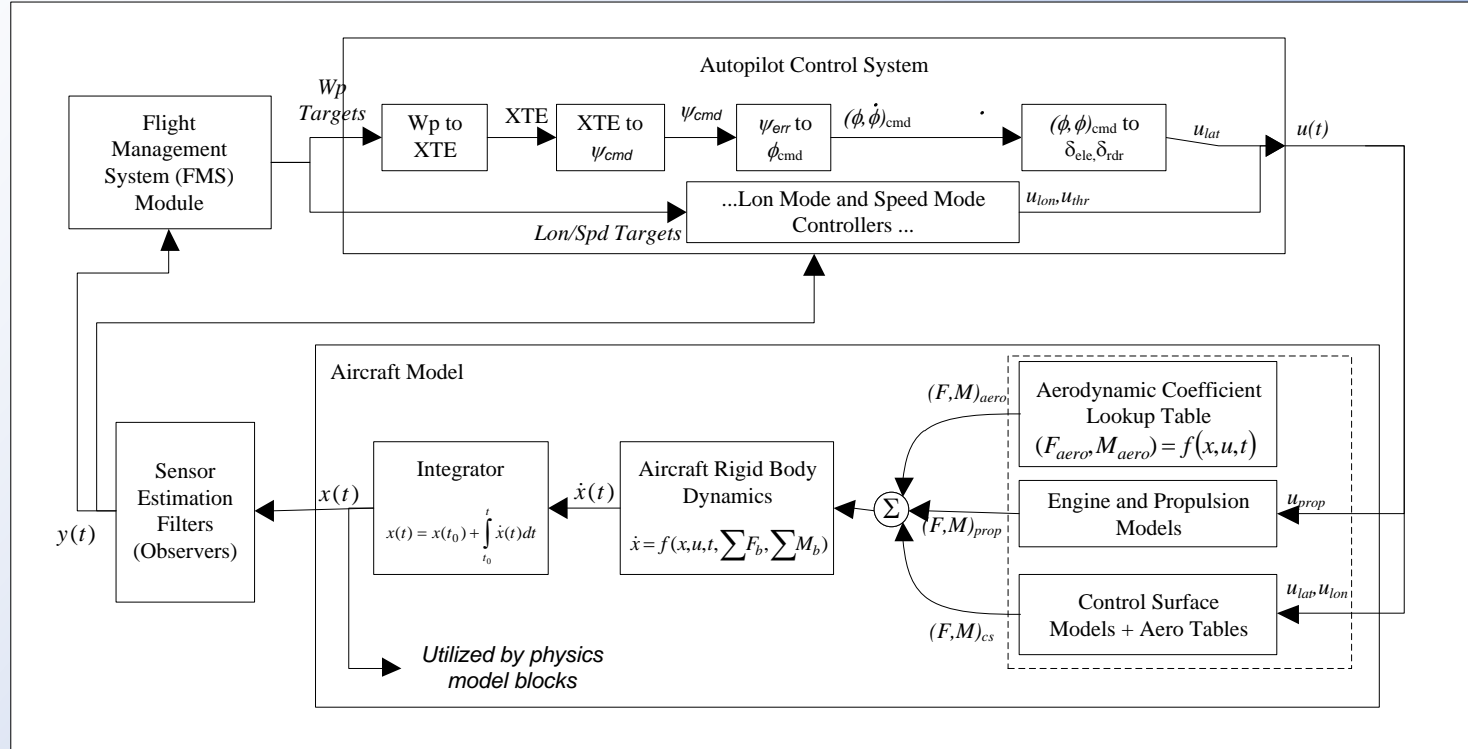 Autopilot Control System
Wp
Targets
Flight
Management
System (FMS)
Module
Wp to
XTE
XTE
XTE to
ψcmd
ψcmd
ψerr to
ϕcmd
(ϕ,ϕ̇)cmd
.
(ϕ,ϕ)cmd to
δele,δrdr
ulat
u(t)
...Lon Mode and Speed Mode
Controllers ...
ulon,uthr
Lon/Spd Targets
Aircraft Model
(F,M)aero
Aerodynamic Coefficient
Lookup Table
(Faero,Maero) = f(x,u,t)
Sensor
Estimation
Filters
(Observers)
y(t)
x(t)
Integrator
x(t) = x(t0) + ∫t0t ẋ(t)dt
ẋ(t)
Aircraft Rigid Body
Dynamics
ẋ = f(x,u,t,∑Fb,∑Mb)
Σ
(F,M)prop
Engine and Propulsion
Models
uprop
(F,M)cs
Control Surface
Models + Aero Tables
ulat,ulon
Utilized by physics
model blocks